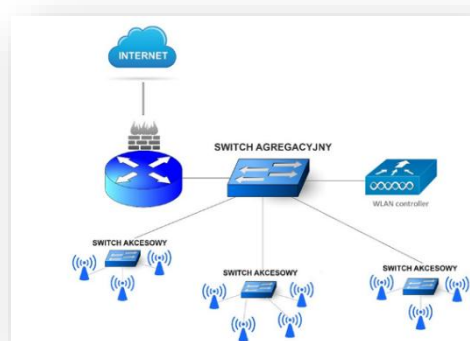 INTERNET
SWITCH AGREGACYJNY
WLAN controller
SWITCH AKCESOWY
SWITCH AKCESOWY
SWITCH AKCESOWY